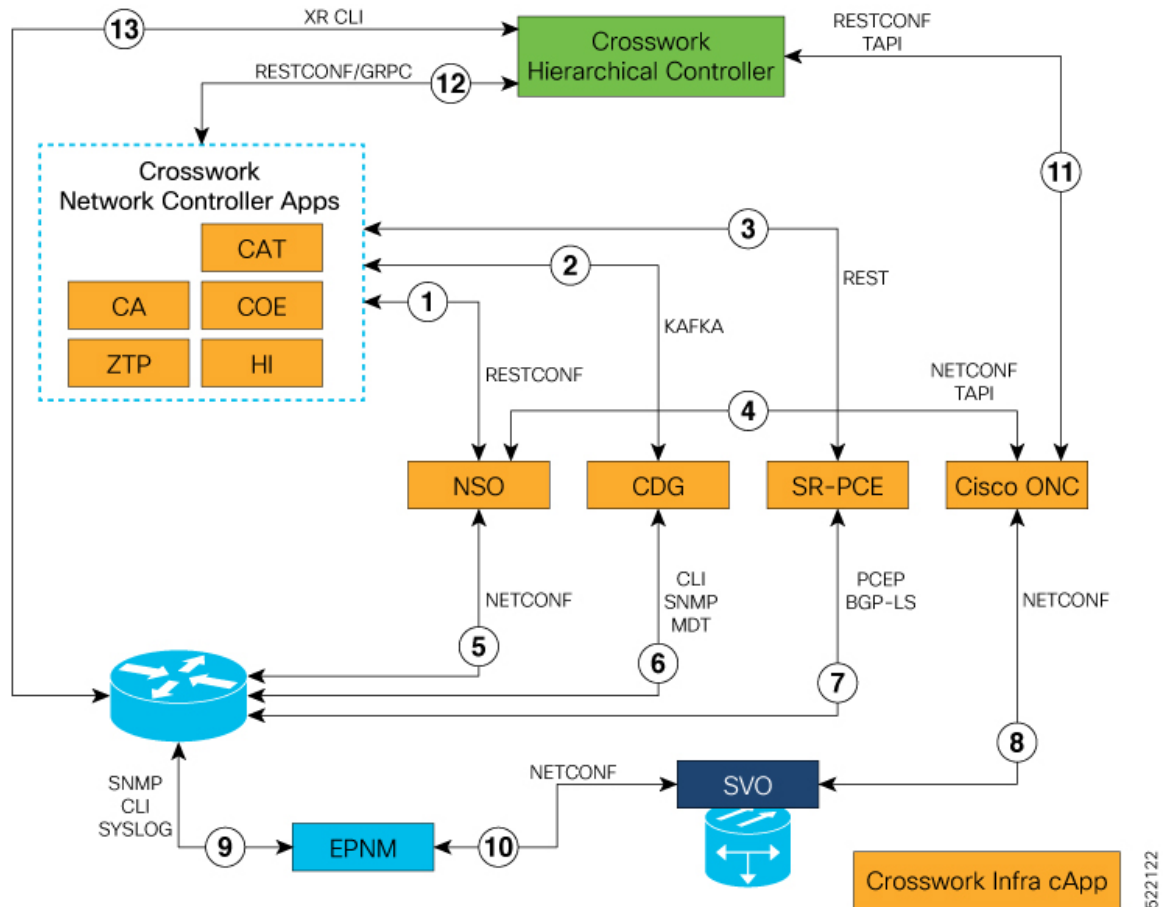 13
XR CLI
Crosswork
Hierarchical Controller
RESTCONF
TAPI
RESTCONF/GRPC
12
11
Crosswork
Network Controller Apps
CAT
CA
COE
ZTP
HI
3
2
1
REST
KAFKA
RESTCONF
4
NETCONF
TAPI
NSO
CDG
SR-PCE
Cisco ONC
NETCONF
CLI
SNMP
MDT
PCEP
BGP-LS
NETCONF
5
6
7
8
SNMP
CLI
SYSLOG
9
EPNM
10
NETCONF
SVO
Crosswork Infra cApp
522122